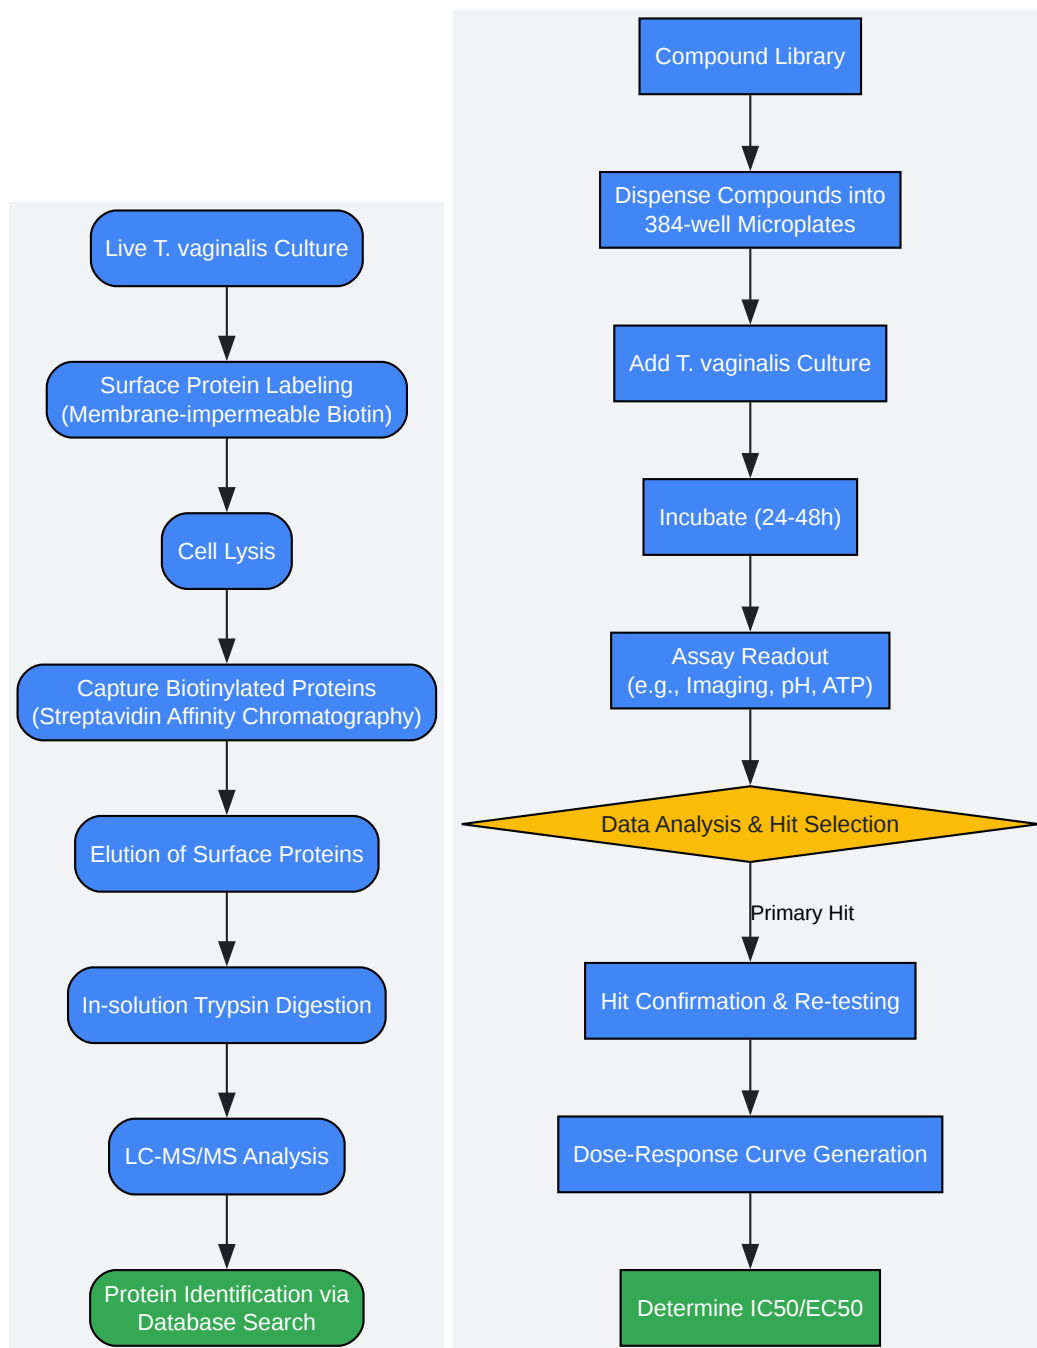 Live T. vaginalis Culture
Surface Protein Labeling
(Membrane-impermeable Biotin)
Cell Lysis
Capture Biotinylated Proteins
(Streptavidin Affinity Chromatography)
Elution of Surface Proteins
In-solution Trypsin Digestion
LC-MS/MS Analysis
Protein Identification via
Database Search
Compound Library
Dispense Compounds into
384-well Microplates
Add T. vaginalis Culture
Incubate (24-48h)
Assay Readout
(e.g., Imaging, pH, ATP)
Data Analysis & Hit Selection
Primary Hit
Hit Confirmation & Re-testing
Dose-Response Curve Generation
Determine IC50/EC50